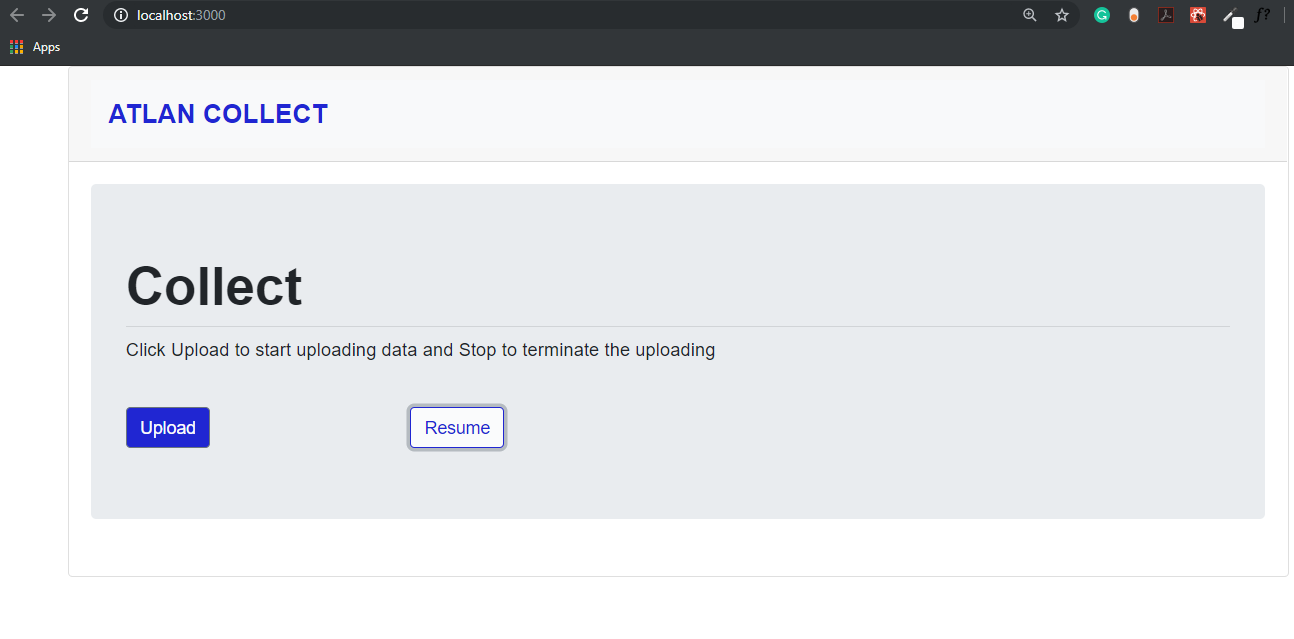 localhost:3000
Apps
ATLAN COLLECT
Collect
Click Upload to start uploading data and Stop to terminate the uploading
Upload
Resume